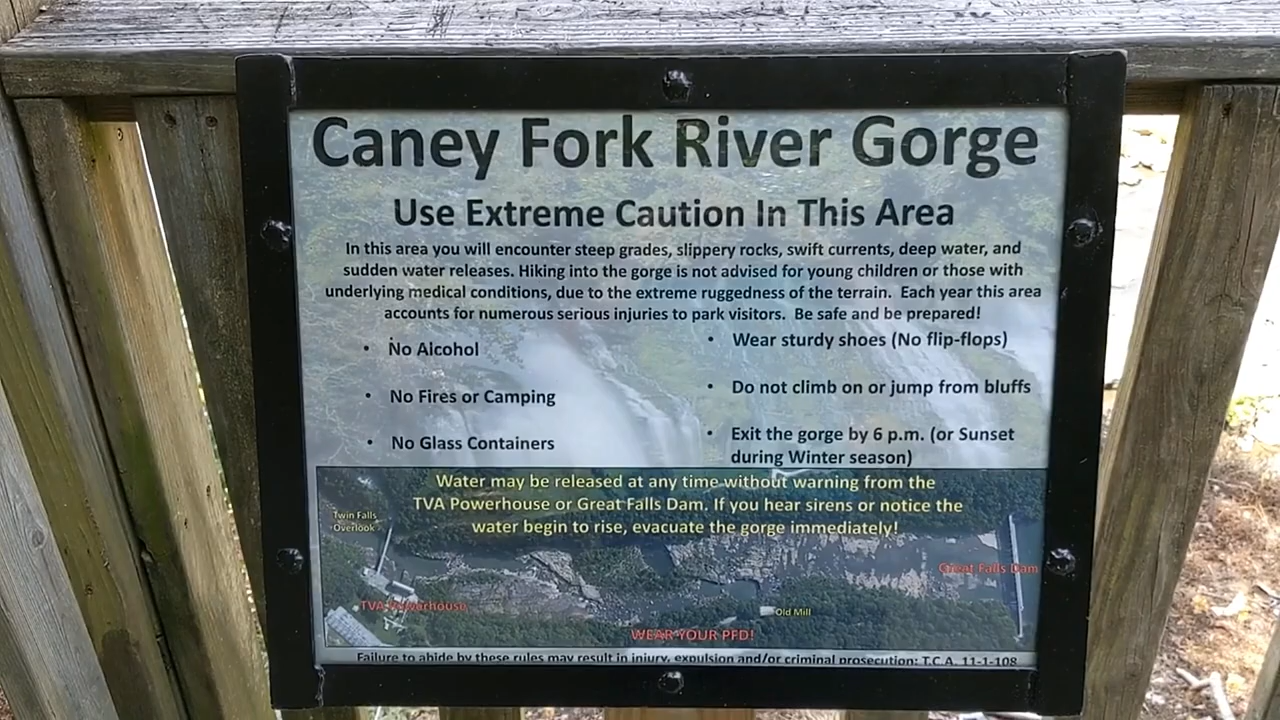 Caney Fork River Gorge
Use Extreme Caution In This Area
In this area you will encounter steep grades, slippery rocks, swift currents, deep water, and
sudden water releases. Hiking into the gorge is not advised for young children or those with
underlying medical conditions, due to the extreme ruggedness of the terrain. Each year this area
accounts for numerous serious injuries to park visitors. Be safe and be prepared!
• No Alcohol
• No Fires or Camping
• No Glass Containers
• Wear sturdy shoes (No flip-flops)
• Do not climb on or jump from bluffs
• Exit the gorge by 6 p.m. (or Sunset
during Winter season)
Water may be released at any time without warning from the
TVA Powerhouse or Great Falls Dam. If you hear sirens or notice the
water begin to rise, evacuate the gorge immediately!
Twin Falls
Overlook
Great Falls Dam
TVA Powerhouse
Old Mill
WEAR YOUR PFD!
Failure to abide by these rules may result in injury, expulsion and/or criminal prosecution: T.C.A. 11-1-108